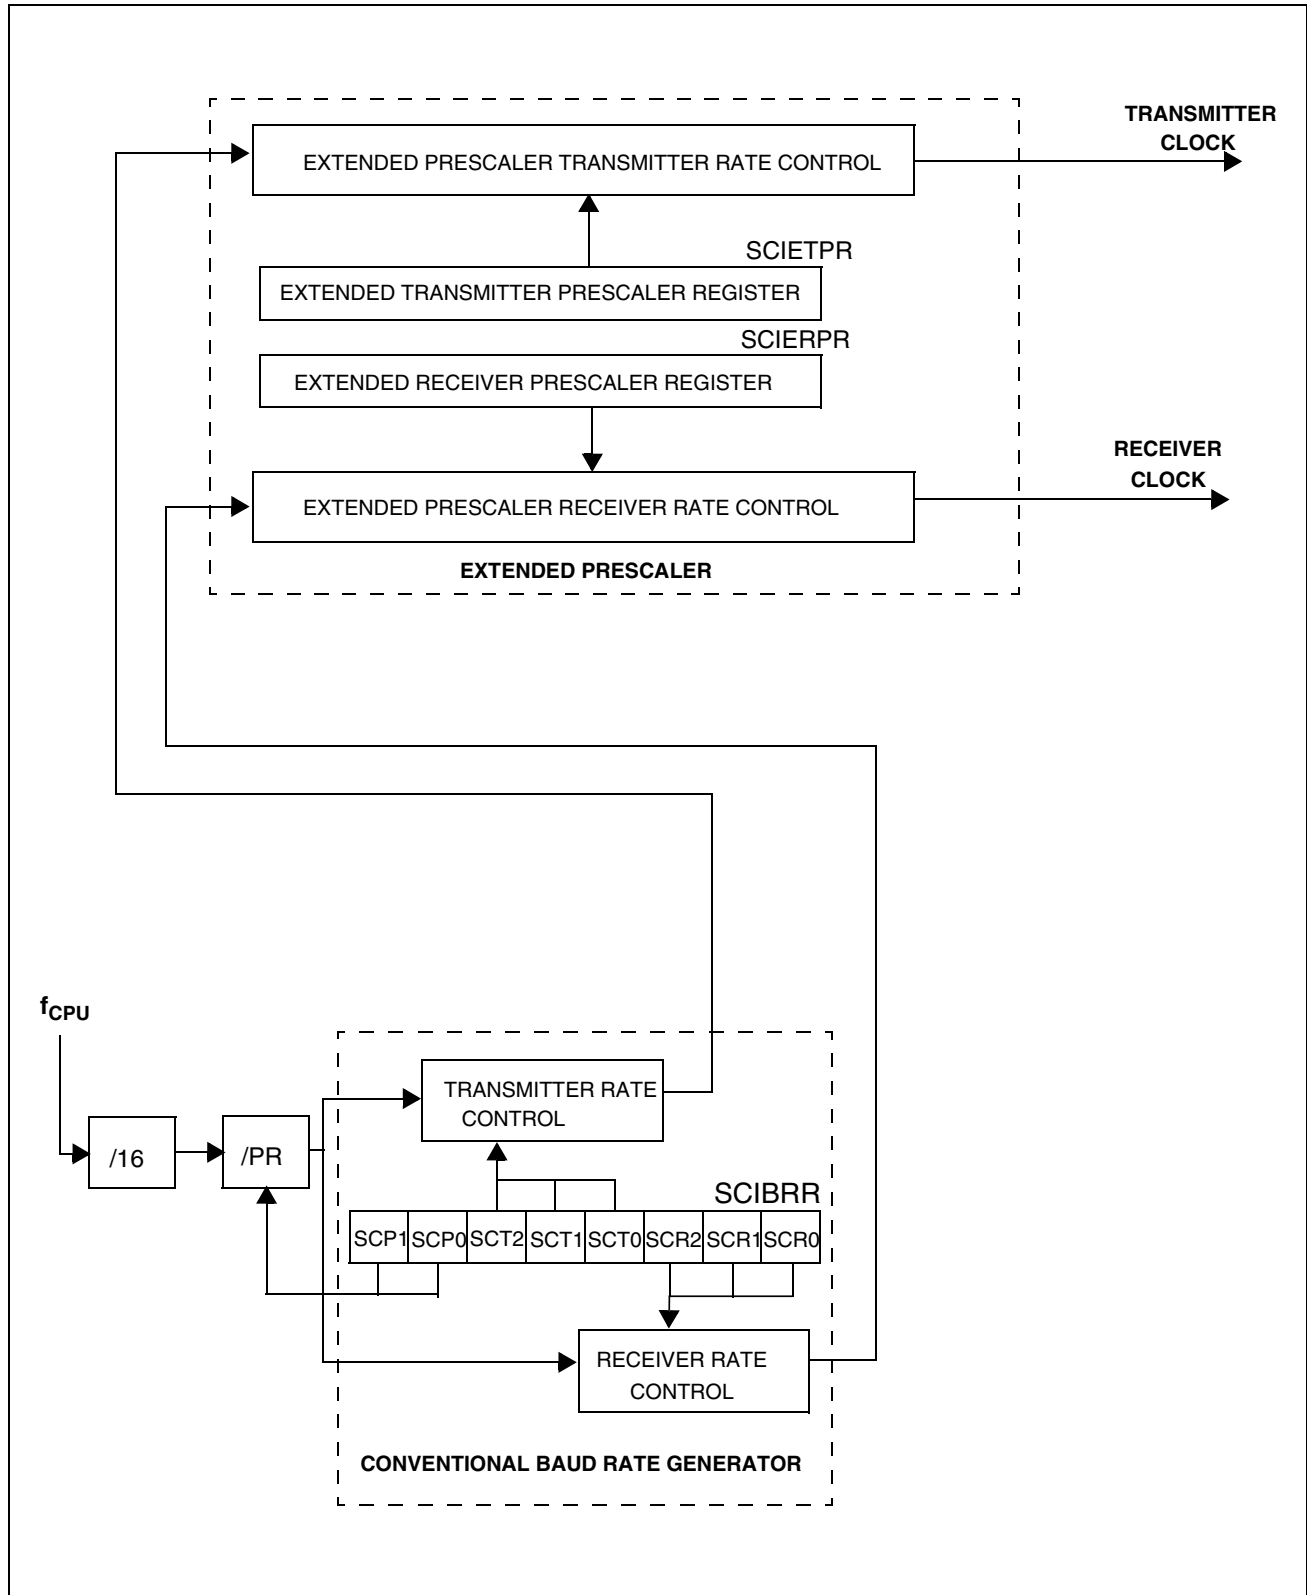 TRANSMITTER
CLOCK
EXTENDED PRESCALER TRANSMITTER RATE CONTROL
SCIETPR
EXTENDED TRANSMITTER PRESCALER REGISTER
SCIERPR
EXTENDED RECEIVER PRESCALER REGISTER
RECEIVER
CLOCK
EXTENDED PRESCALER RECEIVER RATE CONTROL
EXTENDED PRESCALER
fCPU
TRANSMITTER RATE
CONTROL
/16
/PR
SCIBRR
SCP1 SCP0 SCT2 SCT1 SCT0 SCR2 SCR1 SCR0
RECEIVER RATE
CONTROL
CONVENTIONAL BAUD RATE GENERATOR